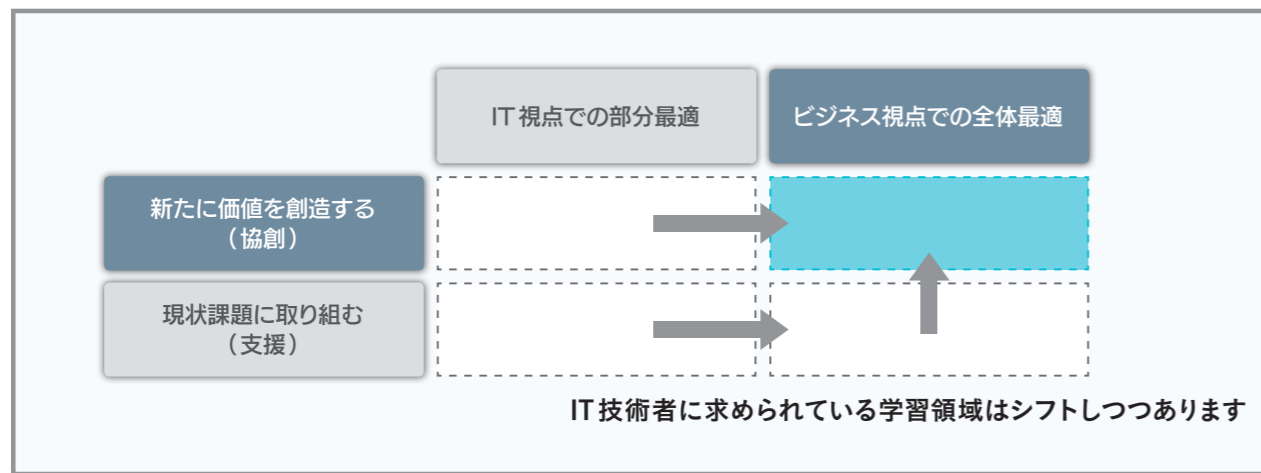 IT視点での部分最適
ビジネス視点での全体最適
新たに価値を創造する
（協創）
現状課題に取り組む
（支援）
IT技術者に求められている学習領域はシフトしつつあります